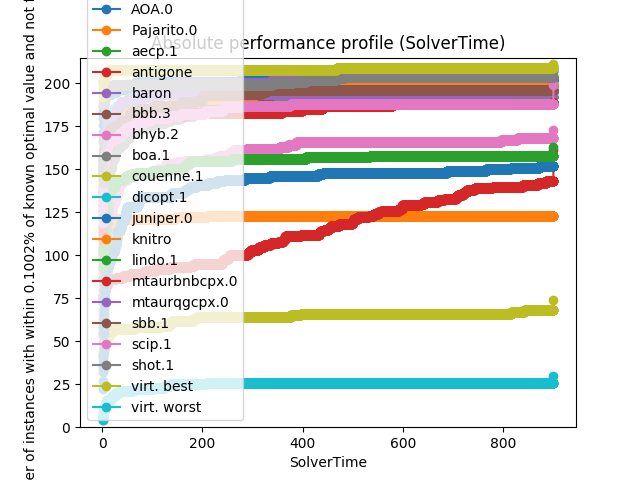 Absolute performance profile (SolverTime)
er of instances with within 0.1002% of known optimal value and not
200
175
150
125
100
75
50
25
0
0 200 400 600 800
SolverTime
AOA.0
Pajarito.0
aecp.1
antigone
baron
bbb.3
bhyb.2
boa.1
couenne.1
dicopt.1
juniper.0
knitro
lindo.1
mtaurbnbcpx.0
mtaurqgcpx.0
sbb.1
scip.1
shot.1
virt. best
virt. worst